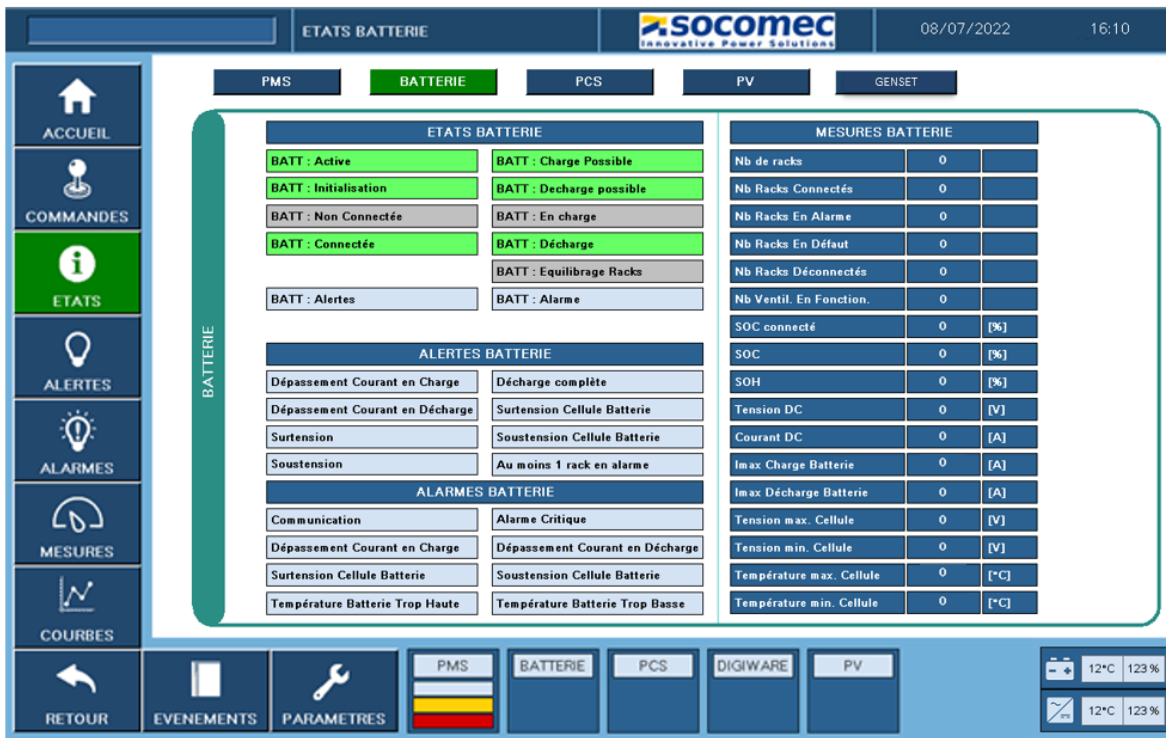 ETATS BATTERIE
socomec
Innovative Power Solutions
08/07/2022
16:10
PMS
BATTERIE
PCS
PV
GENSET
ACCUEIL
COMMANDES
ETATS
ALERTES
ALARMES
MESURES
COURBES
BATTERIE
ETATS BATTERIE
BATT : Active
BATT : Charge Possible
BATT : Initialisation
BATT : Decharge possible
BATT : Non Connectée
BATT : En charge
BATT : Connectée
BATT : Décharge
BATT : Equilibrage Racks
BATT : Alertes
BATT : Alarme
ALERTES BATTERIE
Dépassement Courant en Charge
Décharge complète
Dépassement Courant en Décharge
Surtension Cellule Batterie
Surtension
Soustension Cellule Batterie
Soustension
Au moins 1 rack en alarme
ALARMES BATTERIE
Communication
Alarme Critique
Dépassement Courant en Charge
Dépassement Courant en Décharge
Surtension Cellule Batterie
Soustension Cellule Batterie
Température Batterie Trop Haute
Température Batterie Trop Basse
MESURES BATTERIE
Nb de racks 0
Nb Racks Connectés 0
Nb Racks En Alarme 0
Nb Racks En Défaut 0
Nb Racks Déconnectés 0
Nb Ventil. En Fonction. 0
SOC connecté 0 [%]
SOC 0 [%]
SOH 0 [%]
Tension DC 0 [V]
Courant DC 0 [A]
Imax Charge Batterie 0 [A]
Imax Décharge Batterie 0 [A]
Tension max. Cellule 0 [V]
Tension min. Cellule 0 [V]
Température max. Cellule 0 [°C]
Température min. Cellule 0 [°C]
RETOUR
EVENEMENTS
PARAMETRES
PMS
BATTERIE
PCS
DIGIWARE
PV
12°C 123 %
12°C 123 %